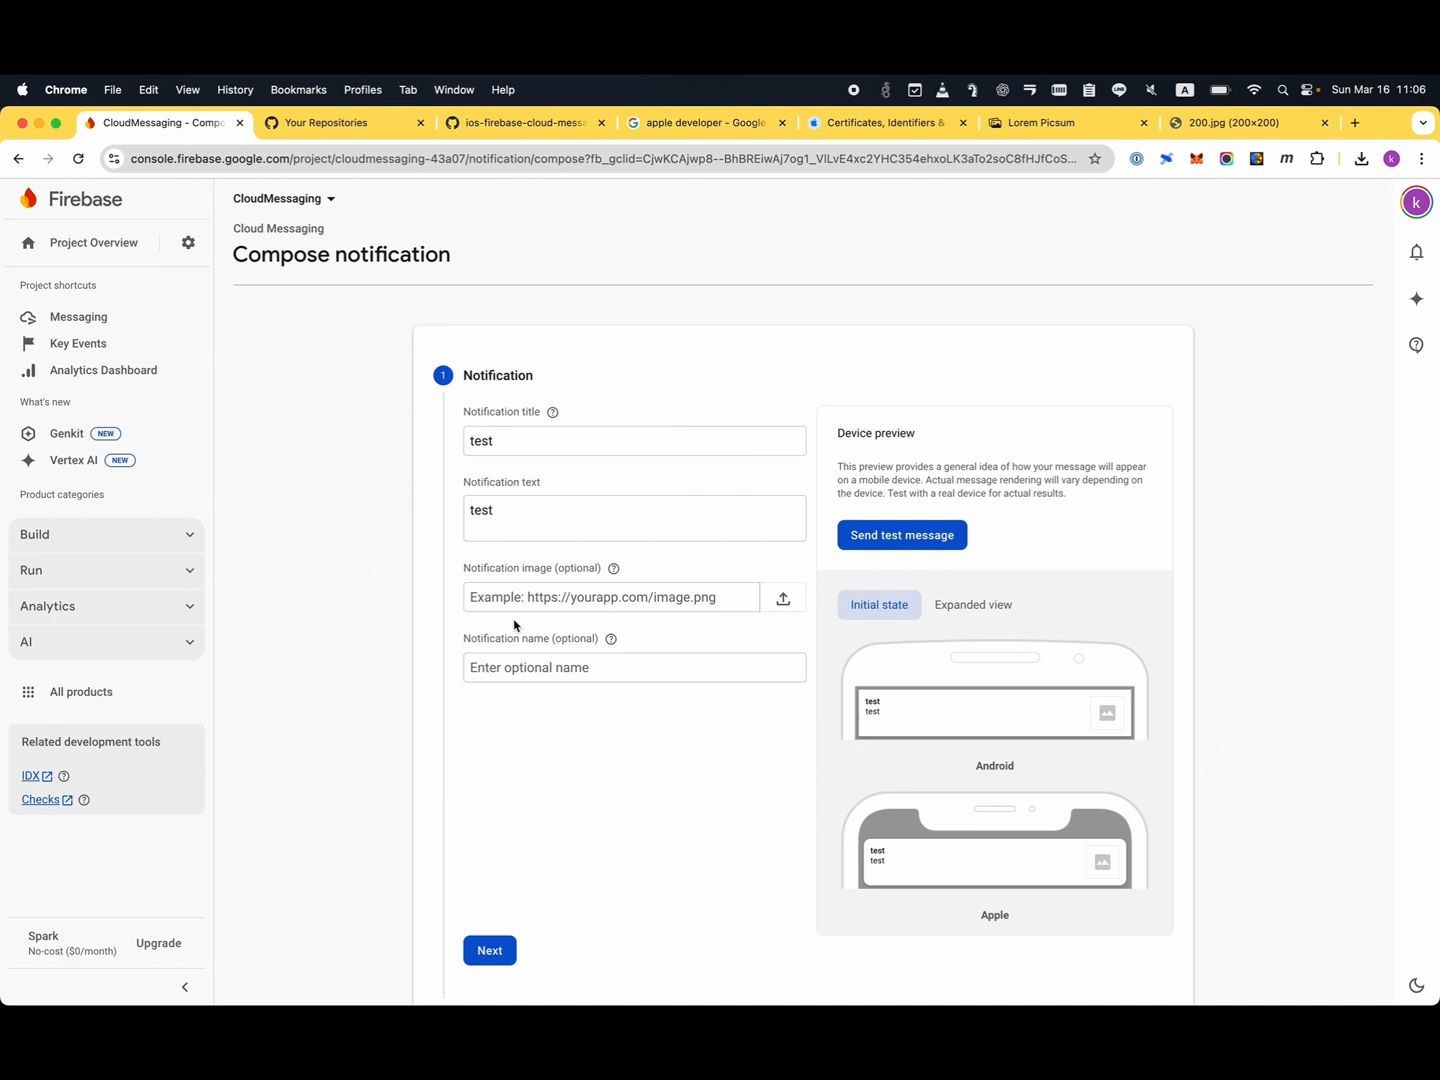 Chrome File Edit View History Bookmarks Profiles Tab Window Help
A
Sun Mar 16 11:06
CloudMessaging - Compo
Your Repositories
ios-firebase-cloud-messa
apple developer - Google
Certificates, Identifiers &
Lorem Picsum
200.jpg (200×200)
console.firebase.google.com/project/cloudmessaging-43a07/notification/compose?fb_gclid=CjwKCAjwp8--BhBREiwAj7og1_VlLvE4xc2YHC354ehxoLK3aTo2soC8fHJfCoS...
m
k
Firebase
Project Overview
Project shortcuts
Messaging
Key Events
Analytics Dashboard
What's new
Genkit NEW
Vertex AI NEW
Product categories
Build
Run
Analytics
AI
All products
Related development tools
IDX
Checks
Spark
No-cost ($0/month)
Upgrade
CloudMessaging
Cloud Messaging
Compose notification
k
1 Notification
Notification title
test
Notification text
test
Notification image (optional)
Example: https://yourapp.com/image.png
Notification name (optional)
Enter optional name
Next
Device preview
This preview provides a general idea of how your message will appear
on a mobile device. Actual message rendering will vary depending on
the device. Test with a real device for actual results.
Send test message
Initial state
Expanded view
test
test
Android
test
test
Apple